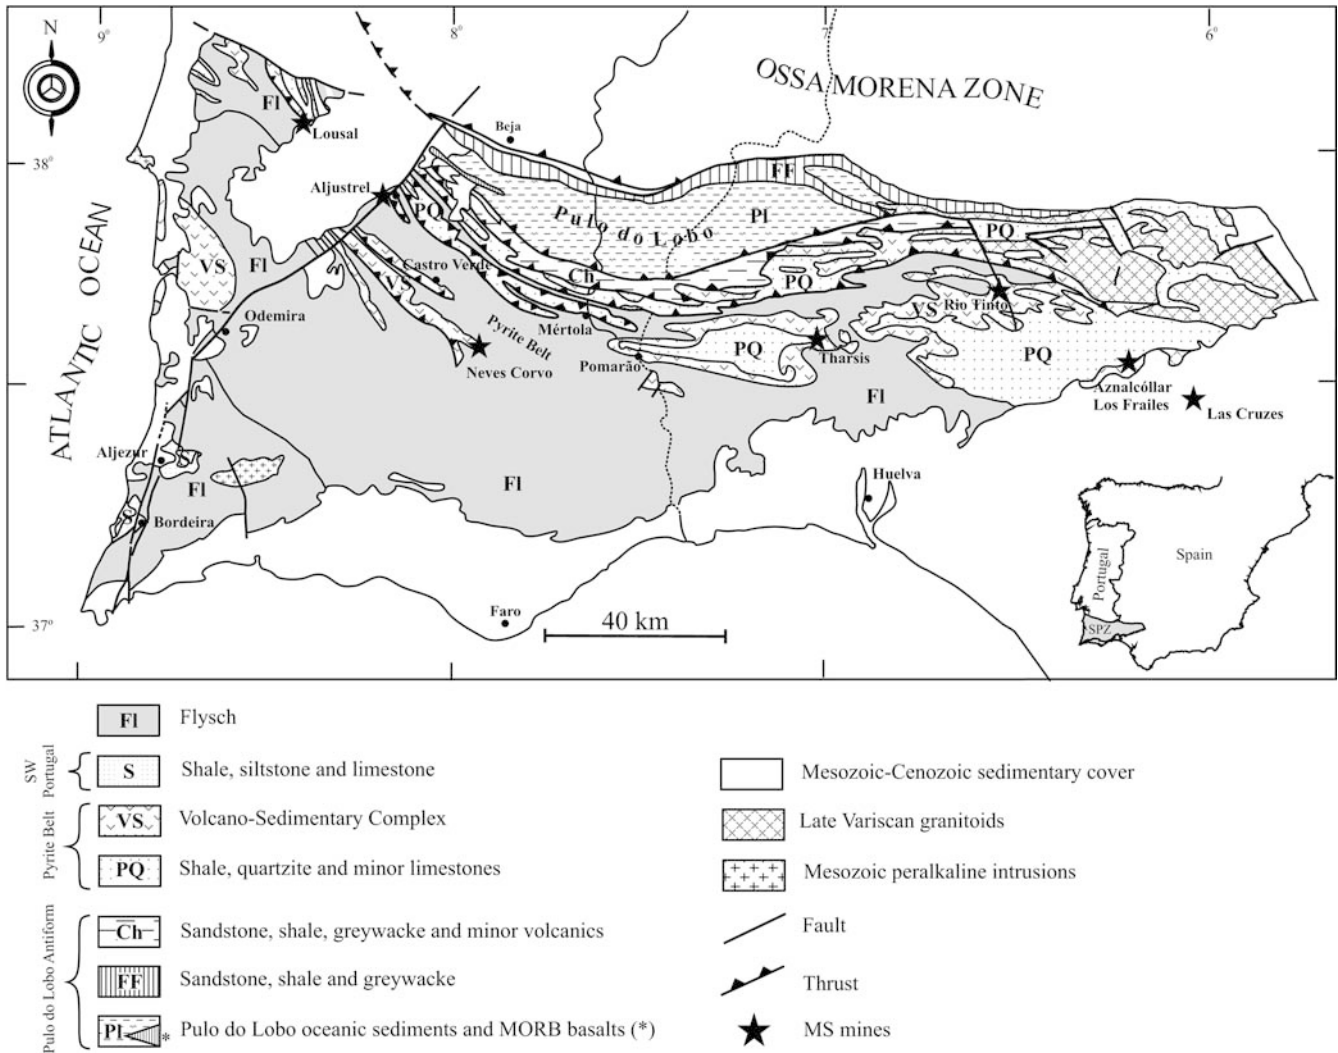 N
9°
8°
7°
6°
OSSA MORENA ZONE
Fl
Lousal
Beja
38°
FF
Aljustrel
PQ
Pulo do Lobo
Pl
PQ
ATLANTIC OCEAN
VS
Fl
Castro Verde
VS
Ch
PQ
VS
Rio Tinto
Odemira
Pyrite Belt
Mértola
Neves Corvo
Pomarão
PQ
Tharsis
PQ
Aznalcóllar
Los Frailes
Las Cruzes
Fl
Aljezur
S
Fl
Fl
Huelva
S
Bordeira
Spain
Portugal
SPZ
Faro
40 km
37°
Fl Flysch
SW
Portugal
S Shale, siltstone and limestone
Pyrite Belt
VS Volcano-Sedimentary Complex
PQ Shale, quartzite and minor limestones
Pulo do Lobo Antiform
Ch Sandstone, shale, greywacke and minor volcanics
FF Sandstone, shale and greywacke
Pl * Pulo do Lobo oceanic sediments and MORB basalts (*)
Mesozoic-Cenozoic sedimentary cover
Late Variscan granitoids
Mesozoic peralkaline intrusions
Fault
Thrust
MS mines